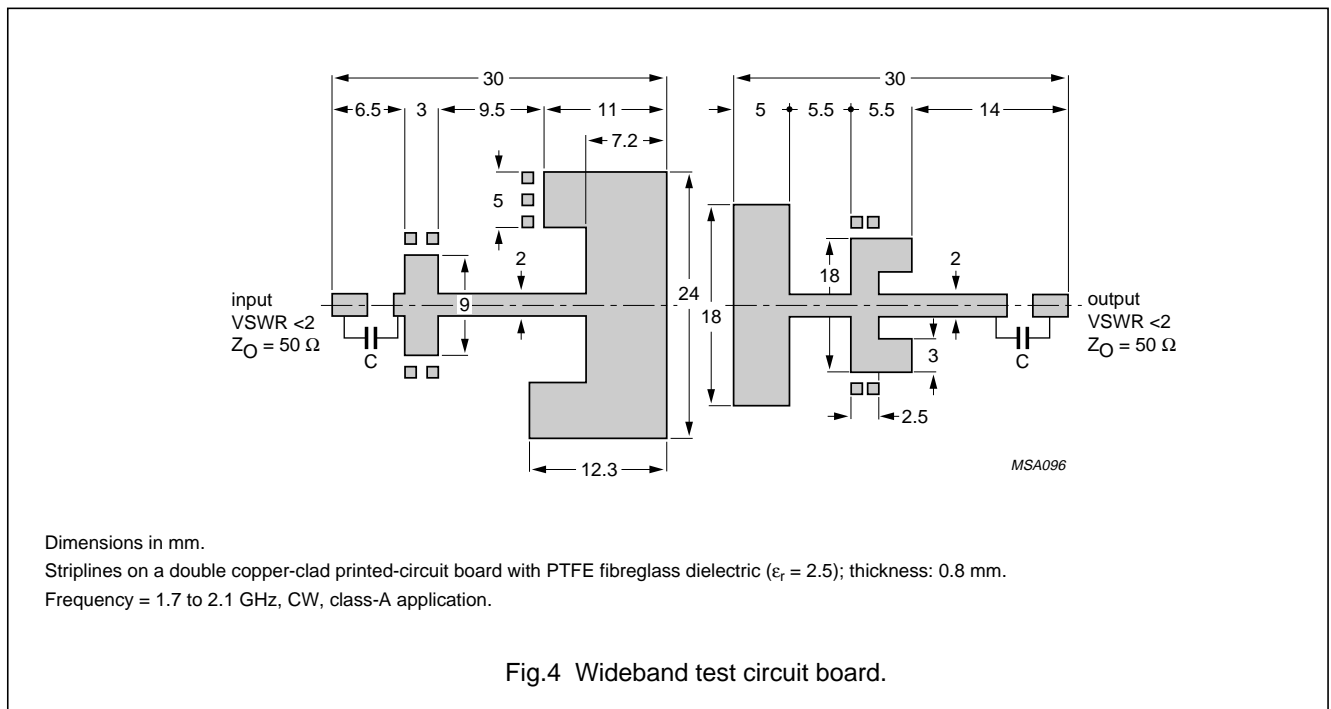 30
30
6.5
3
9.5
11
5
5.5
5.5
14
7.2
5
2
2
9
24
18
18
3
input
VSWR <2
Z_O = 50 Ω
C
output
VSWR <2
Z_O = 50 Ω
C
2.5
12.3
MSA096
Dimensions in mm.
Striplines on a double copper-clad printed-circuit board with PTFE fibreglass dielectric (ε_r = 2.5); thickness: 0.8 mm.
Frequency = 1.7 to 2.1 GHz, CW, class-A application.
Fig.4 Wideband test circuit board.